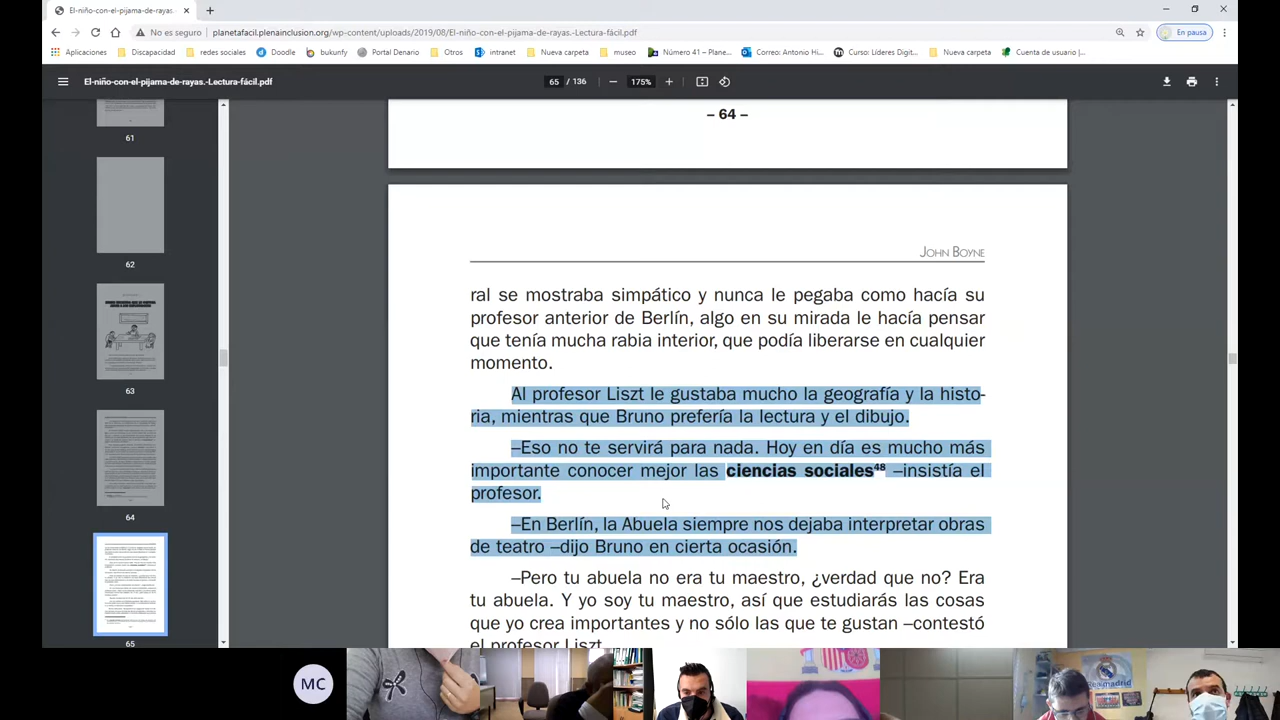 El-niño-con-el-pijama-de-rayas.-
No es seguro
planetafacil.plenainclusion.org/wp-content/uploads/2019/08/El-niño-con-el-pijama-de-rayas.-Lectura-fácil.pdf
En pausa
Aplicaciones
Discapacidad
redes sociales
Doodle
bukunfy
Portal Denario
Otros
intranet
Nueva carpeta
museo
Número 41 – Plane...
Correo: Antonio Hi...
Curso: Líderes Digit...
Nueva carpeta
Cuenta de usuario |...
El-niño-con-el-pijama-de-rayas.-Lectura-fácil.pdf
65 / 136
175%
61
62
63
64
65
– 64 –
JOHN BOYNE
ral se mostraba simpático y nunca le pegaba como hacía su
profesor anterior de Berlín, algo en su mirada le hacía pensar
que tenía mucha rabia interior, que podía liberarse en cualquier
momento.
Al profesor Liszt le gustaba mucho la geografía y la histo-
ria, mientras que Bruno prefería la lectura y el dibujo.
–Eso no te servirá para nada. Hoy en día es mucho más
importante conocer mejor las ciencias sociales48 –insistía el
profesor.
–En Berlín, la Abuela siempre nos dejaba interpretar obras
de teatro –dijo Bruno en cierta ocasión.
–Pero tu abuela no era tu maestro, ¿verdad que no? Era
tu abuela. Y yo soy tu maestro, así que estudiarás las cosas
que yo crea importantes y no sólo las que te gustan –contestó
el profesor Liszt.
MC
Real madrid